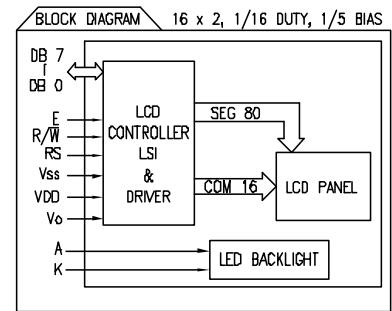 BLOCK DIAGRAM 16 x 2, 1/16 DUTY, 1/5 BIAS
DB 7
DB 0
E
R/W̅
RS
Vss
VDD
Vo
A
K
LCD
CONTROLLER
LSI
&
DRIVER
SEG 80
COM 16
LCD PANEL
LED BACKLIGHT